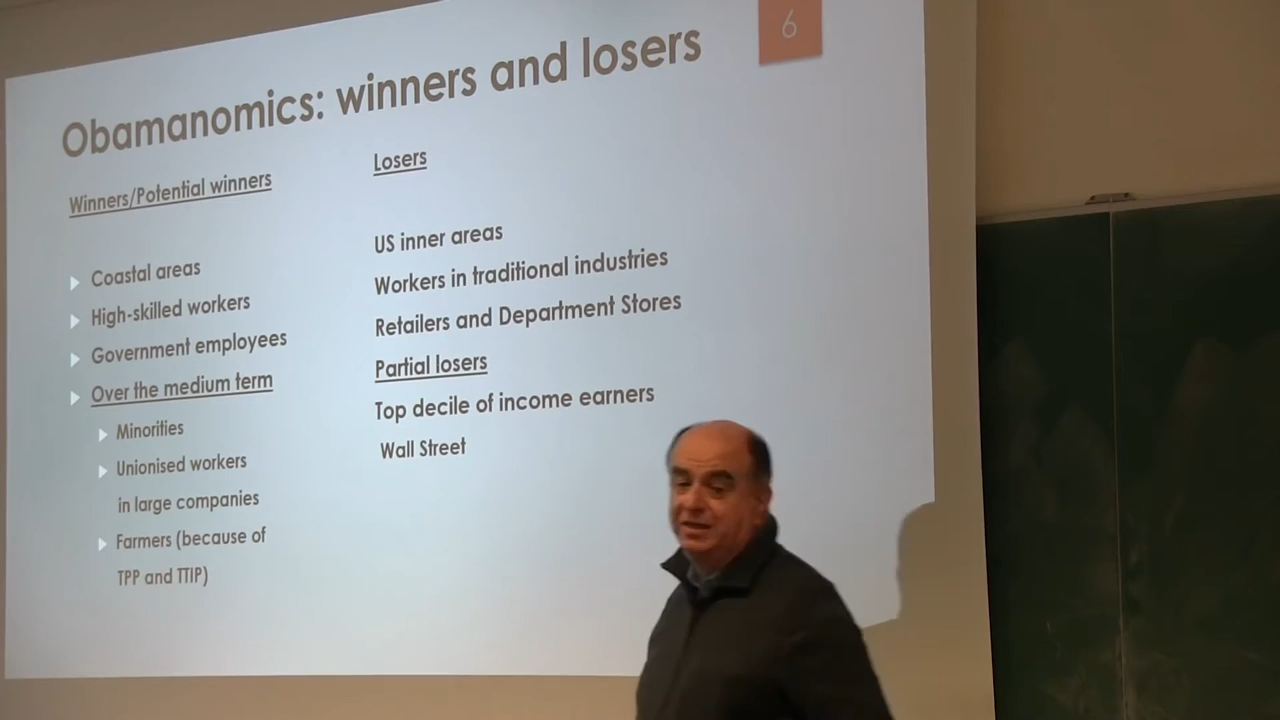 6
Obamanomics: winners and losers
Winners/Potential winners
Coastal areas
High-skilled workers
Government employees
Over the medium term
Minorities
Unionised workers
in large companies
Farmers (because of
TPP and TTIP)
Losers
US inner areas
Workers in traditional industries
Retailers and Department Stores
Partial losers
Top decile of income earners
Wall Street